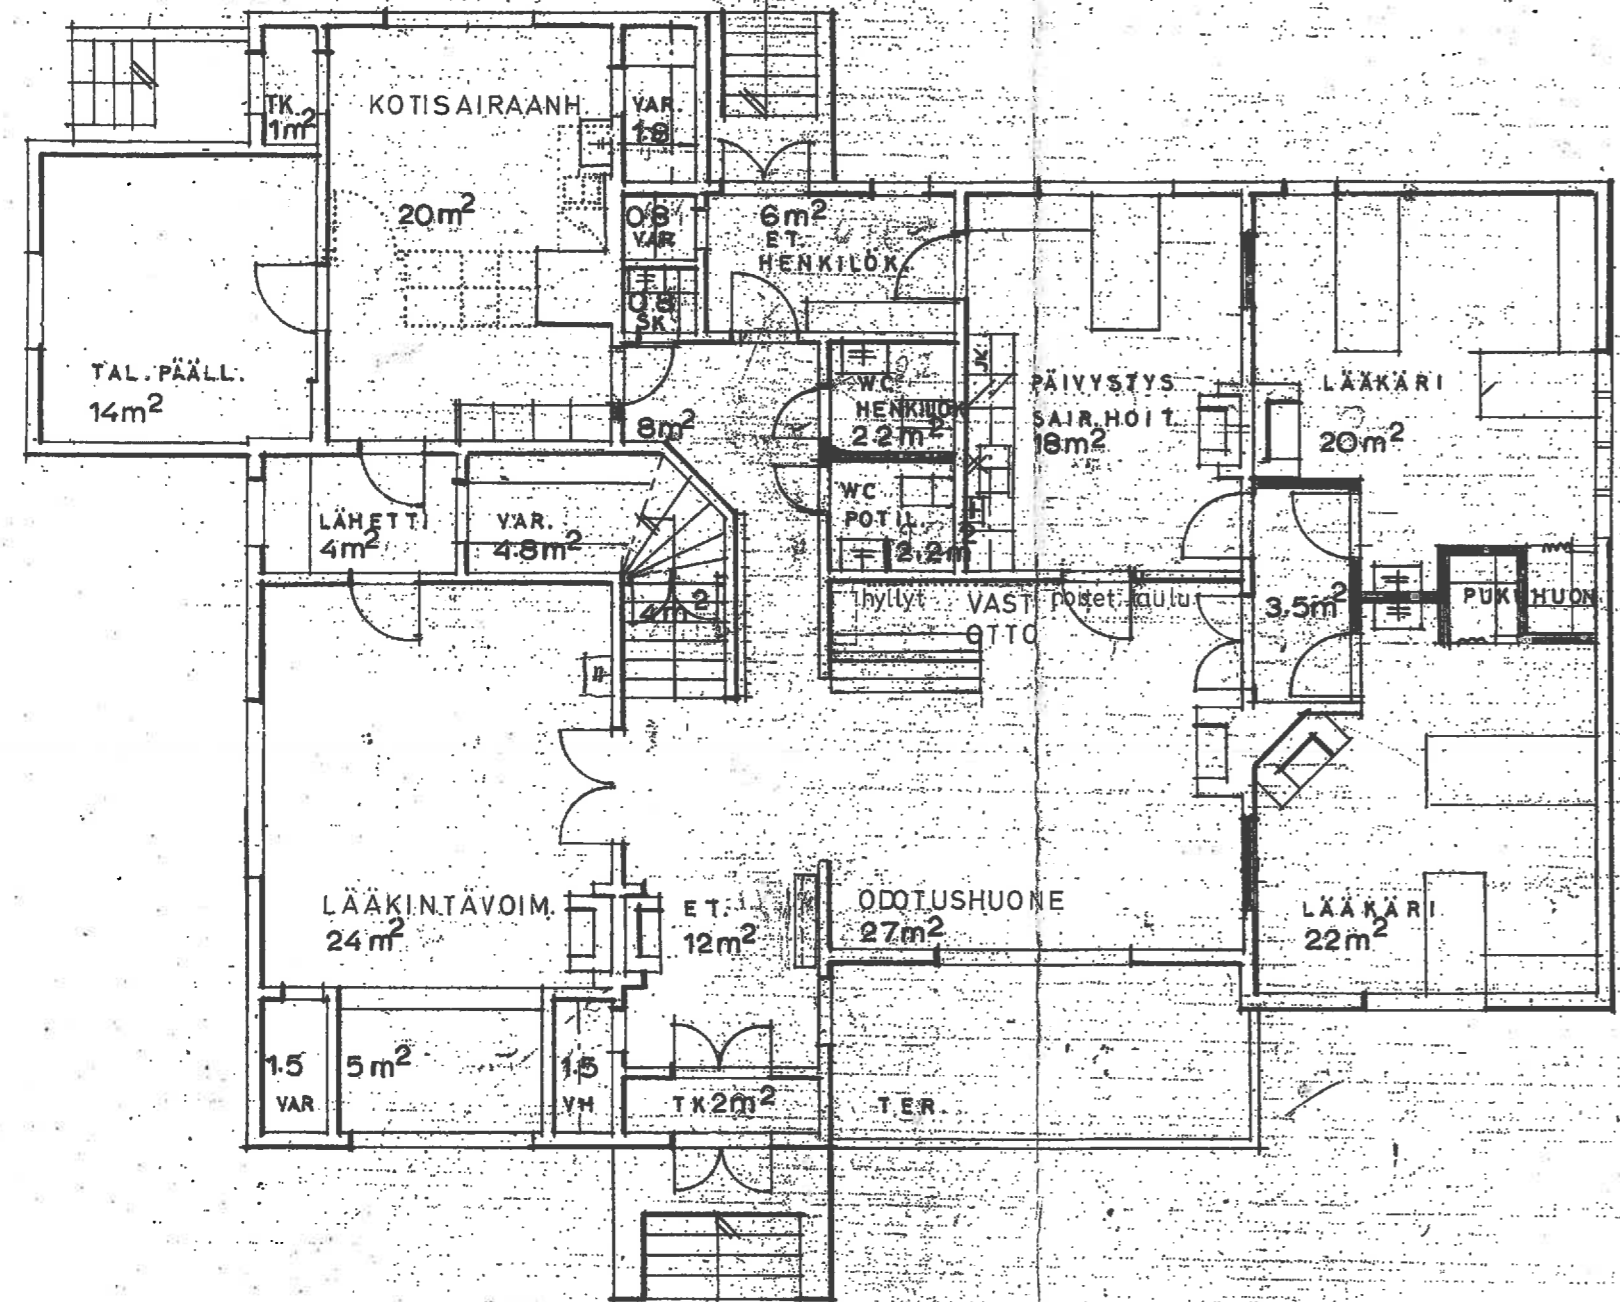 TK.
1m²
KOTISAIRAANH.
20m²
VAR.
1.8
0.8
VAR
0.8
SK.
6m²
ET.
HENKILÖK.
TAL. PÄÄLL.
14m²
8m²
WC
HENKILÖK
2.2m²
WC
POTIL.
2.2m²
JK.
PÄIVYSTYS
SAIR.HOIT.
18m²
LÄÄKÄRI
20m²
LÄHETTI
4m²
VAR.
4.8m²
4m²
hyllyt
VAST
OTTO
3.5m²
PUKUHUON.
LÄÄKINTÄVOIM.
24m²
ET.
12m²
ODOTUSHUONE
27m²
LÄÄKÄRI
22m²
1.5
VAR
5m²
1.5
VH
TK 2m²
TER.